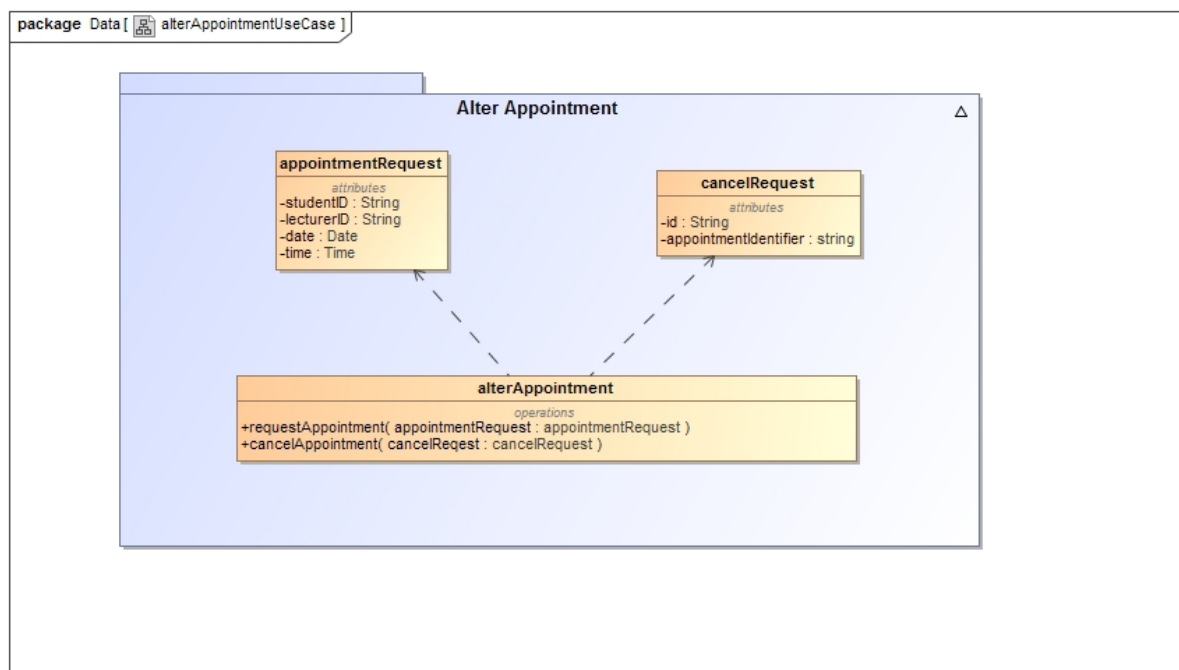 package Data [ alterAppointmentUseCase ]
Alter Appointment
appointmentRequest
attributes
-studentID : String
-lecturerID : String
-date : Date
-time : Time
cancelRequest
attributes
-id : String
-appointmentIdentifier : string
alterAppointment
operations
+requestAppointment( appointmentRequest : appointmentRequest )
+cancelAppointment( cancelReqest : cancelRequest )